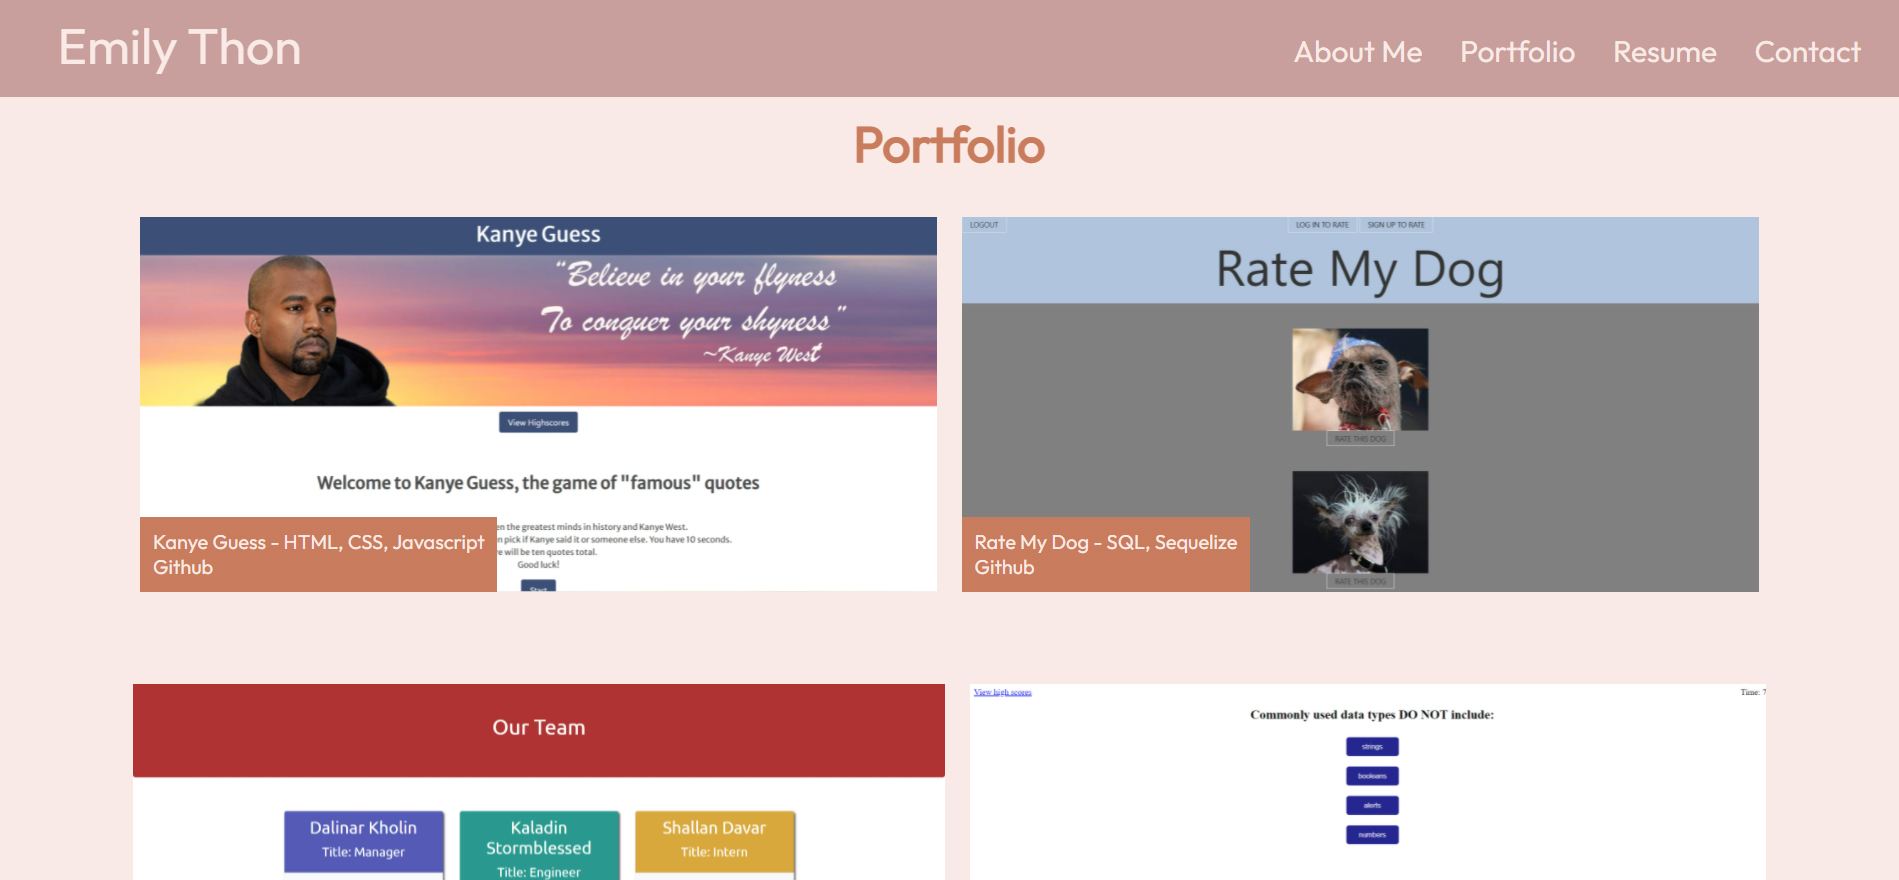 Emily Thon
About Me Portfolio Resume Contact
Portfolio
Kanye Guess
"Believe in your flyness
To conquer your shyness"
~Kanye West
View Highscores
Welcome to Kanye Guess, the game of "famous" quotes
en the greatest minds in history and Kanye West.
n pick if Kanye said it or someone else. You have 10 seconds.
e will be ten quotes total.
Good luck!
Start
Kanye Guess - HTML, CSS, Javascript
Github
LOGOUT
LOG IN TO RATE SIGN UP TO RATE
Rate My Dog
RATE THIS DOG
RATE THIS DOG
Rate My Dog - SQL, Sequelize
Github
Our Team
Dalinar Kholin
Title: Manager
Kaladin
Stormblessed
Title: Engineer
Shallan Davar
Title: Intern
View high scores
Time: 7
Commonly used data types DO NOT include:
strings
booleans
alerts
numbers